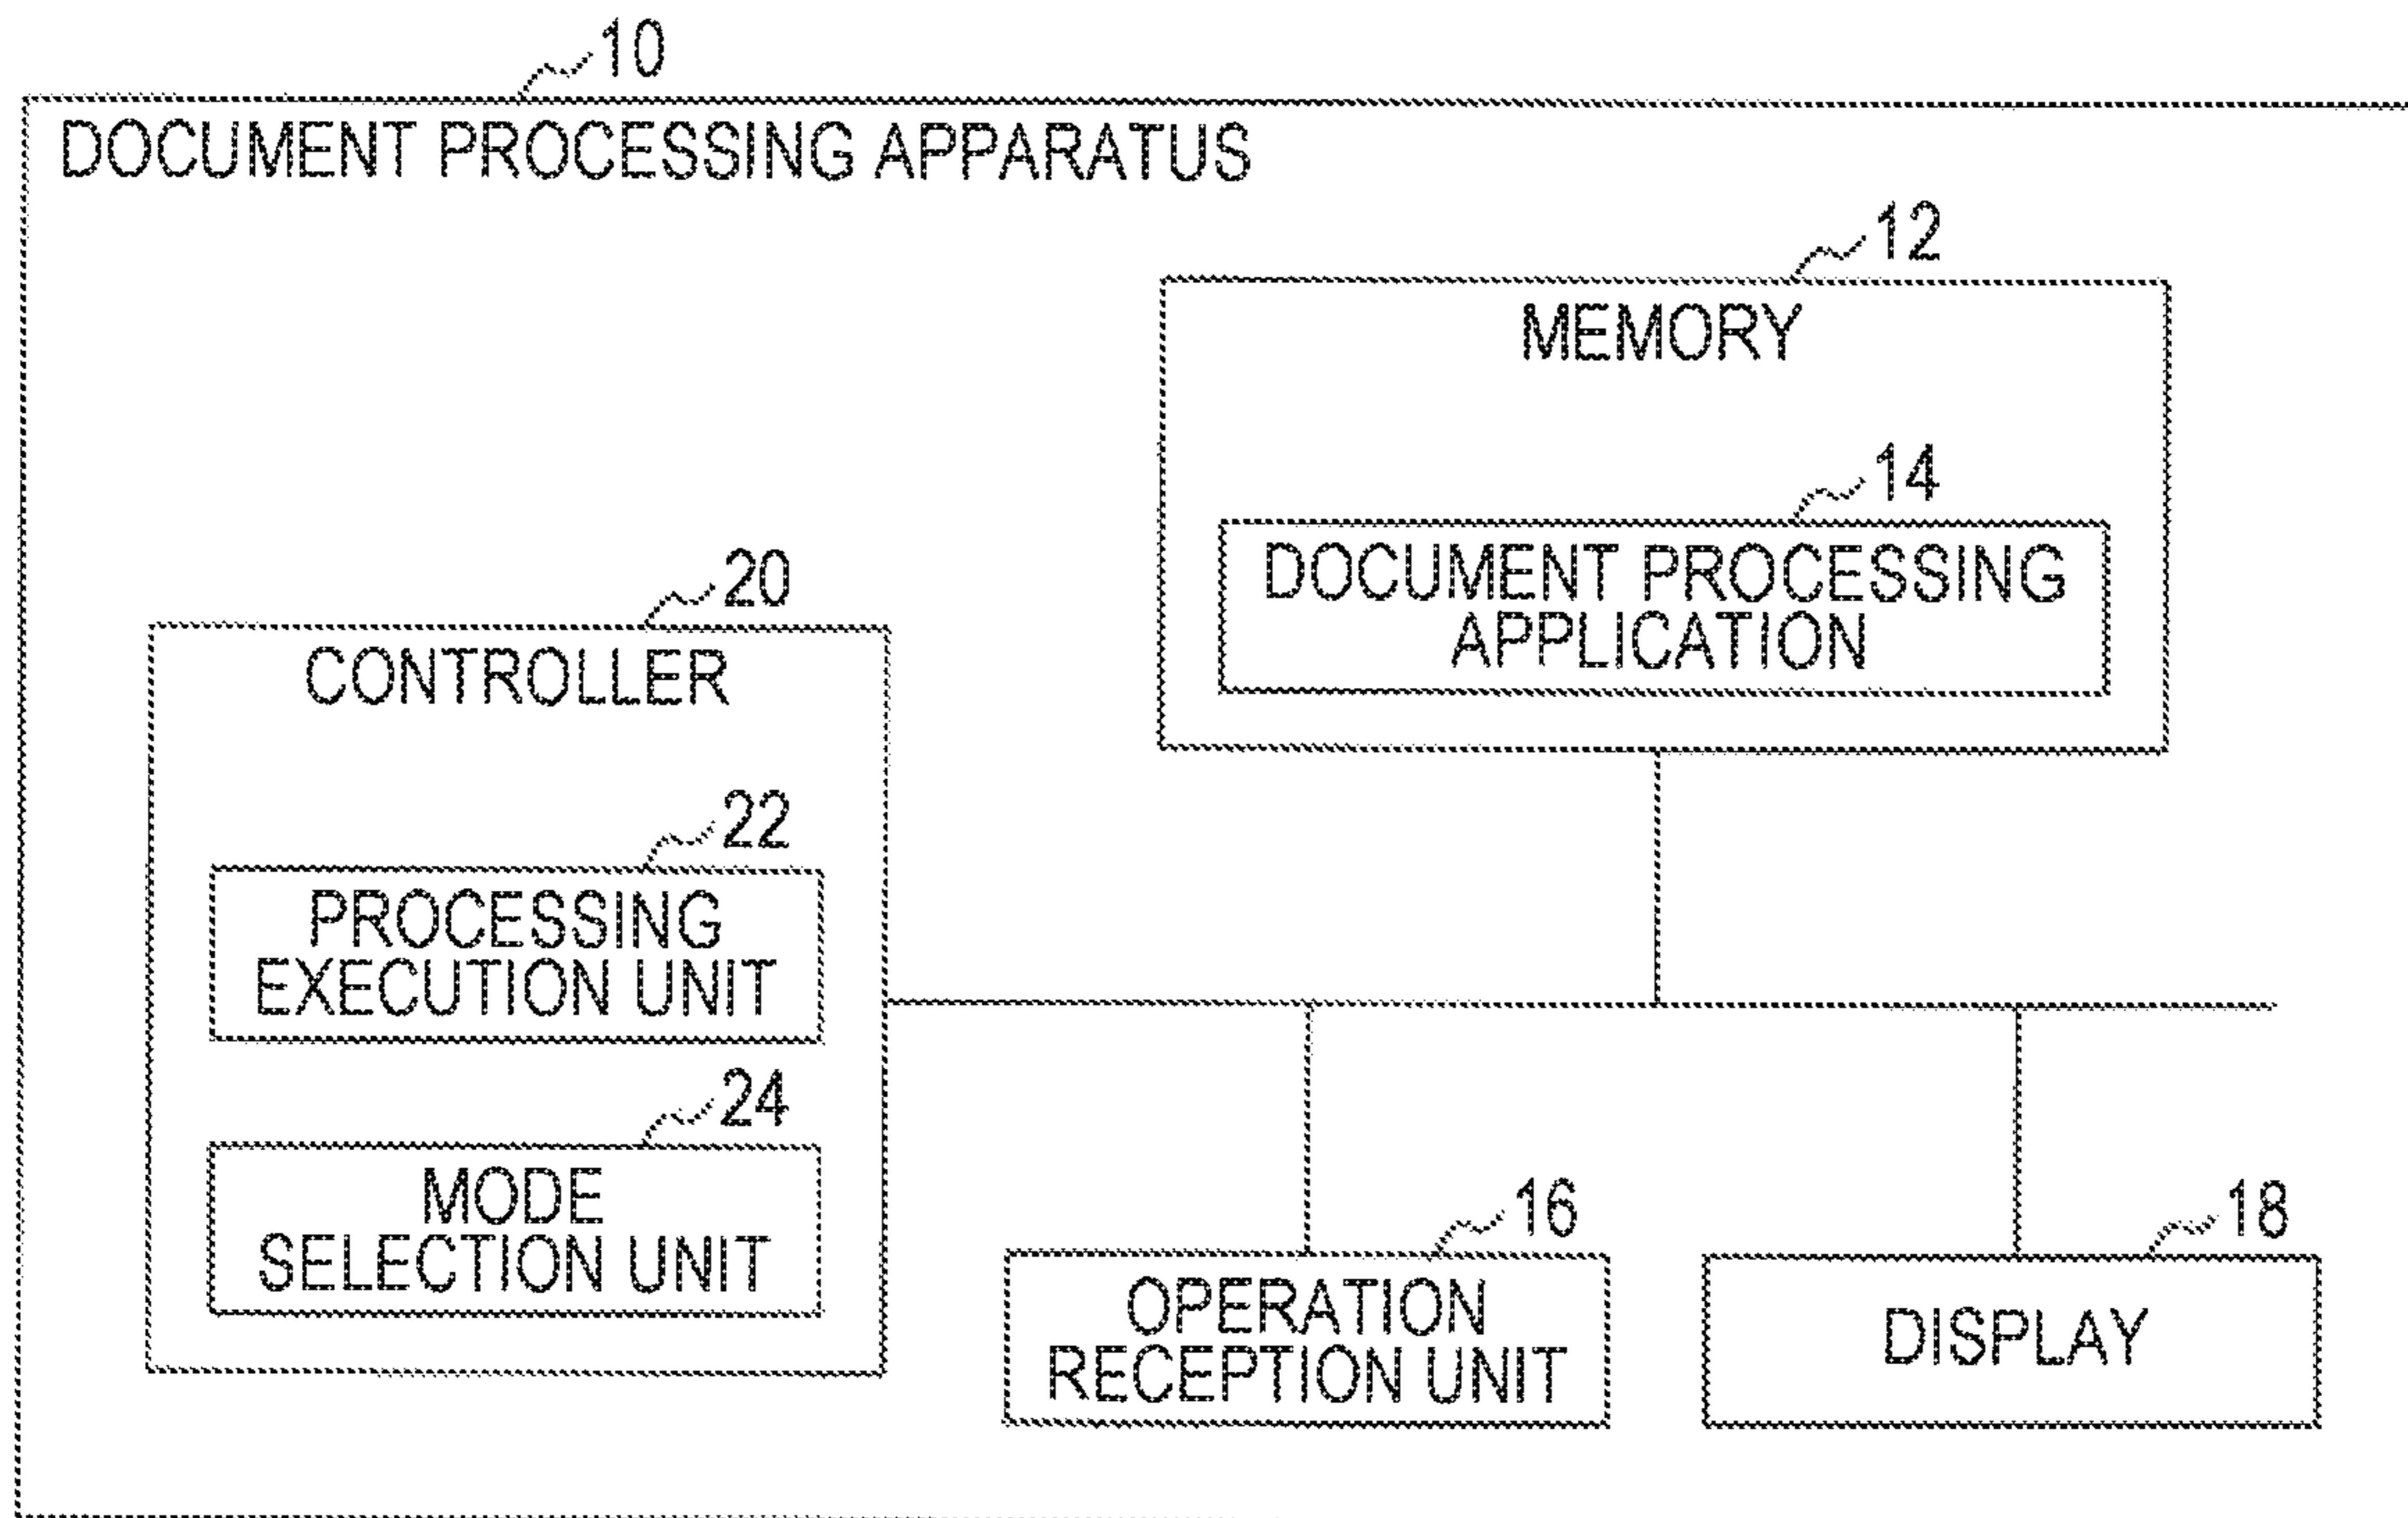 10
DOCUMENT PROCESSING APPARATUS
12
MEMORY
14
DOCUMENT PROCESSING
APPLICATION
20
CONTROLLER
22
PROCESSING
EXECUTION UNIT
24
MODE
SELECTION UNIT
16
OPERATION
RECEPTION UNIT
18
DISPLAY